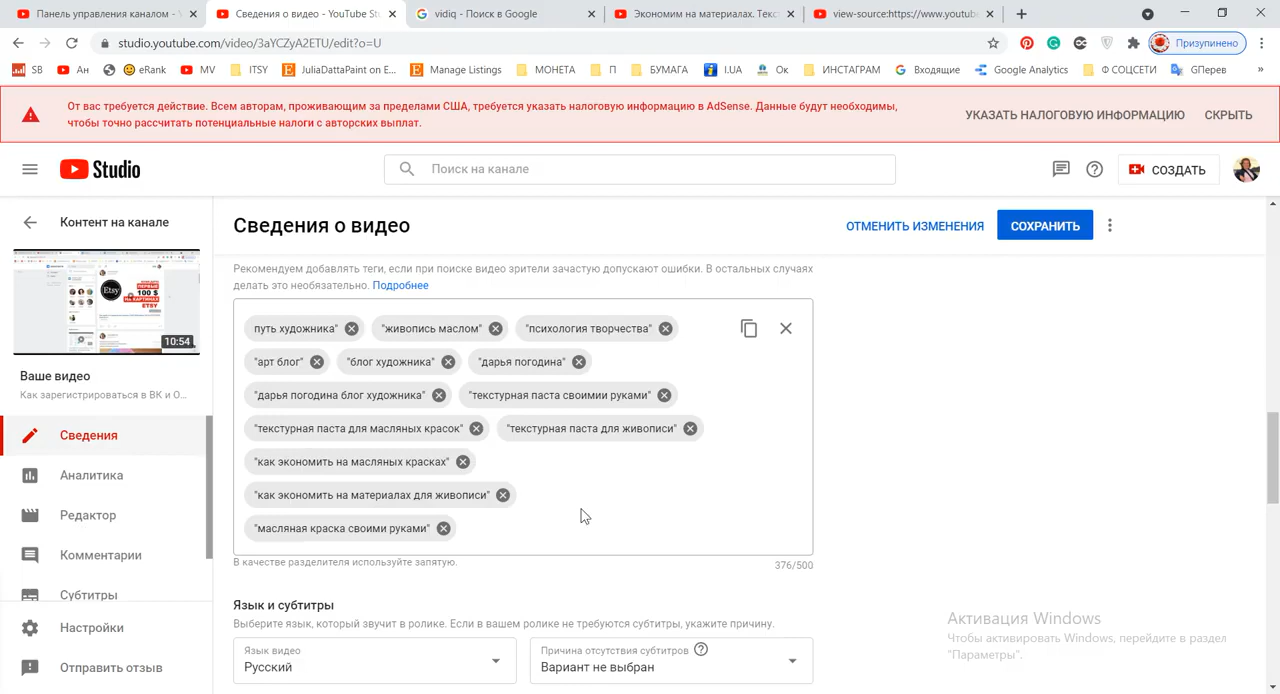 Панель управления каналом - Y
Сведения о видео - YouTube Stu
vidiq - Поиск в Google
Экономим на материалах. Текс
view-source:https://www.youtube
studio.youtube.com/video/3aYCZyA2ETU/edit?o=U
Призупинено
SB
Ан
eRank
MV
ITSY
JuliaDattaPaint on E...
Manage Listings
МОНЕТА
П
БУМАГА
I.UA
Ок
ИНСТАГРАМ
Входящие
Google Analytics
Ф СОЦСЕТИ
GПерев
»
От вас требуется действие. Всем авторам, проживающим за пределами США, требуется указать налоговую информацию в AdSense. Данные будут необходимы,
чтобы точно рассчитать потенциальные налоги с авторских выплат.
УКАЗАТЬ НАЛОГОВУЮ ИНФОРМАЦИЮ
СКРЫТЬ
Studio
Поиск на канале
СОЗДАТЬ
Контент на канале
Etsy
10:54
Ваше видео
Как зарегистрироваться в ВК и О...
Сведения
Аналитика
Редактор
Комментарии
Субтитры
Настройки
Отправить отзыв
Сведения о видео
ОТМЕНИТЬ ИЗМЕНЕНИЯ
СОХРАНИТЬ
Рекомендуем добавлять теги, если при поиске видео зрители зачастую допускают ошибки. В остальных случаях
делать это необязательно. Подробнее
путь художника" "живопись маслом" "психология творчества"
"арт блог" "блог художника" "дарья погодина"
"дарья погодина блог художника" "текстурная паста своимии руками"
"текстурная паста для масляных красок" "текстурная паста для живописи"
"как экономить на масляных красках"
"как экономить на материалах для живописи"
"масляная краска своими руками"
В качестве разделителя используйте запятую.
376/500
Язык и субтитры
Выберите язык, который звучит в ролике. Если в вашем ролике не требуются субтитры, укажите причину.
Язык видео
Русский
Причина отсутствия субтитров
Вариант не выбран
Активация Windows
Чтобы активировать Windows, перейдите в раздел
"Параметры".